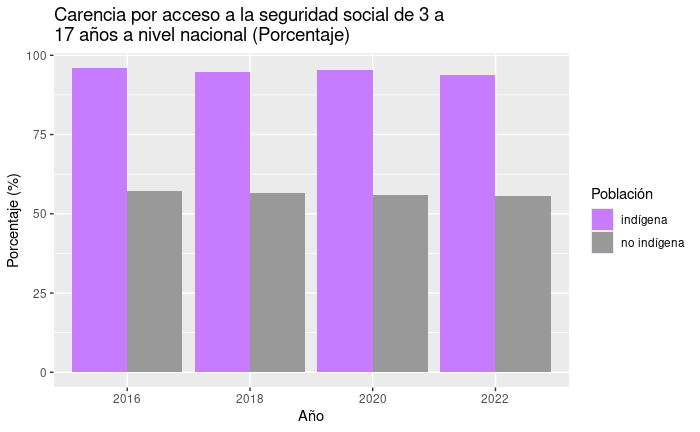 Carencia por acceso a la seguridad social de 3 a
17 años a nivel nacional (Porcentaje)
100
75
50
25
0
Porcentaje (%)
2016
2018
2020
2022
Año
Población
indígena
no indígena